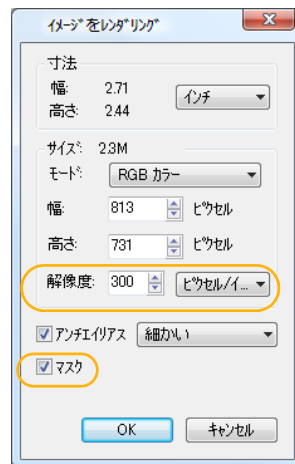 イメージをレンダリング
寸法
幅: 2.71
インチ
高さ: 2.44
サイズ: 2.3M
モード: RGB カラー
幅: 813 ピクセル
高さ: 731 ピクセル
解像度: 300 ピクセル/イ...
アンチエイリアス 細かい
マスク
OK キャンセル